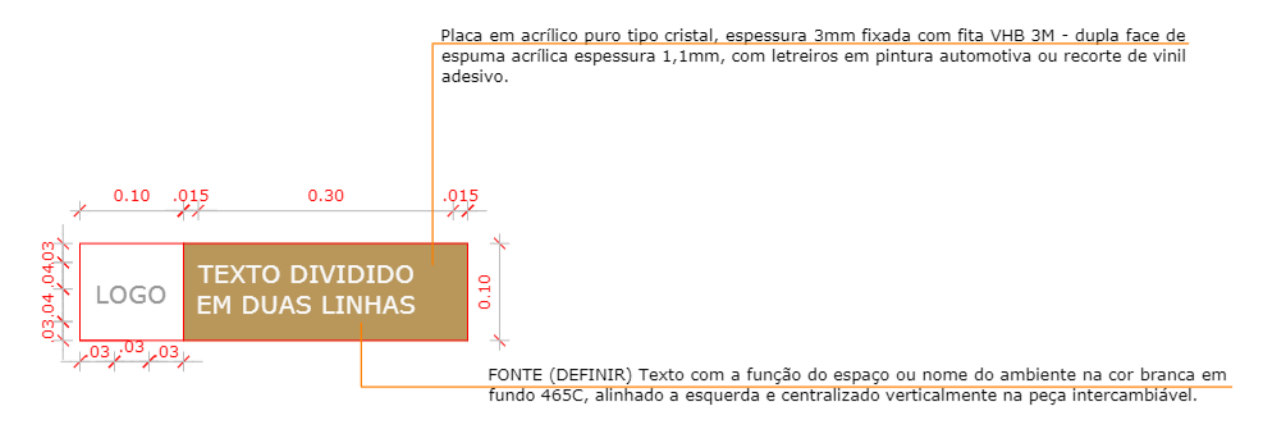 Placa em acrílico puro tipo cristal, espessura 3mm fixada com fita VHB 3M - dupla face de
espuma acrílica espessura 1,1mm, com letreiros em pintura automotiva ou recorte de vinil
adesivo.
0.10 .015 0.30 .015
.03
.04
.04
.03
LOGO
TEXTO DIVIDIDO
EM DUAS LINHAS
0.10
.03 .03 .03
FONTE (DEFINIR) Texto com a função do espaço ou nome do ambiente na cor branca em
fundo 465C, alinhado a esquerda e centralizado verticalmente na peça intercambiável.